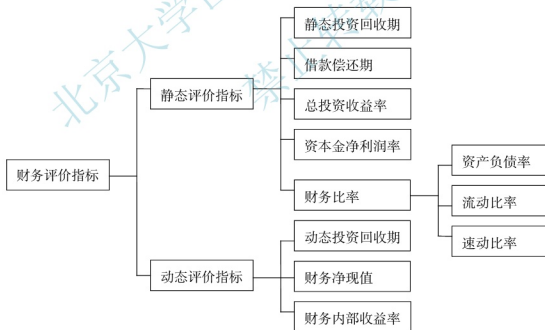 静态投资回收期
借款偿还期
静态评价指标
总投资收益率
资本金净利润率
资产负债率
财务评价指标
财务比率
流动比率
速动比率
动态投资回收期
动态评价指标
财务净现值
财务内部收益率
北京大学
禁止转